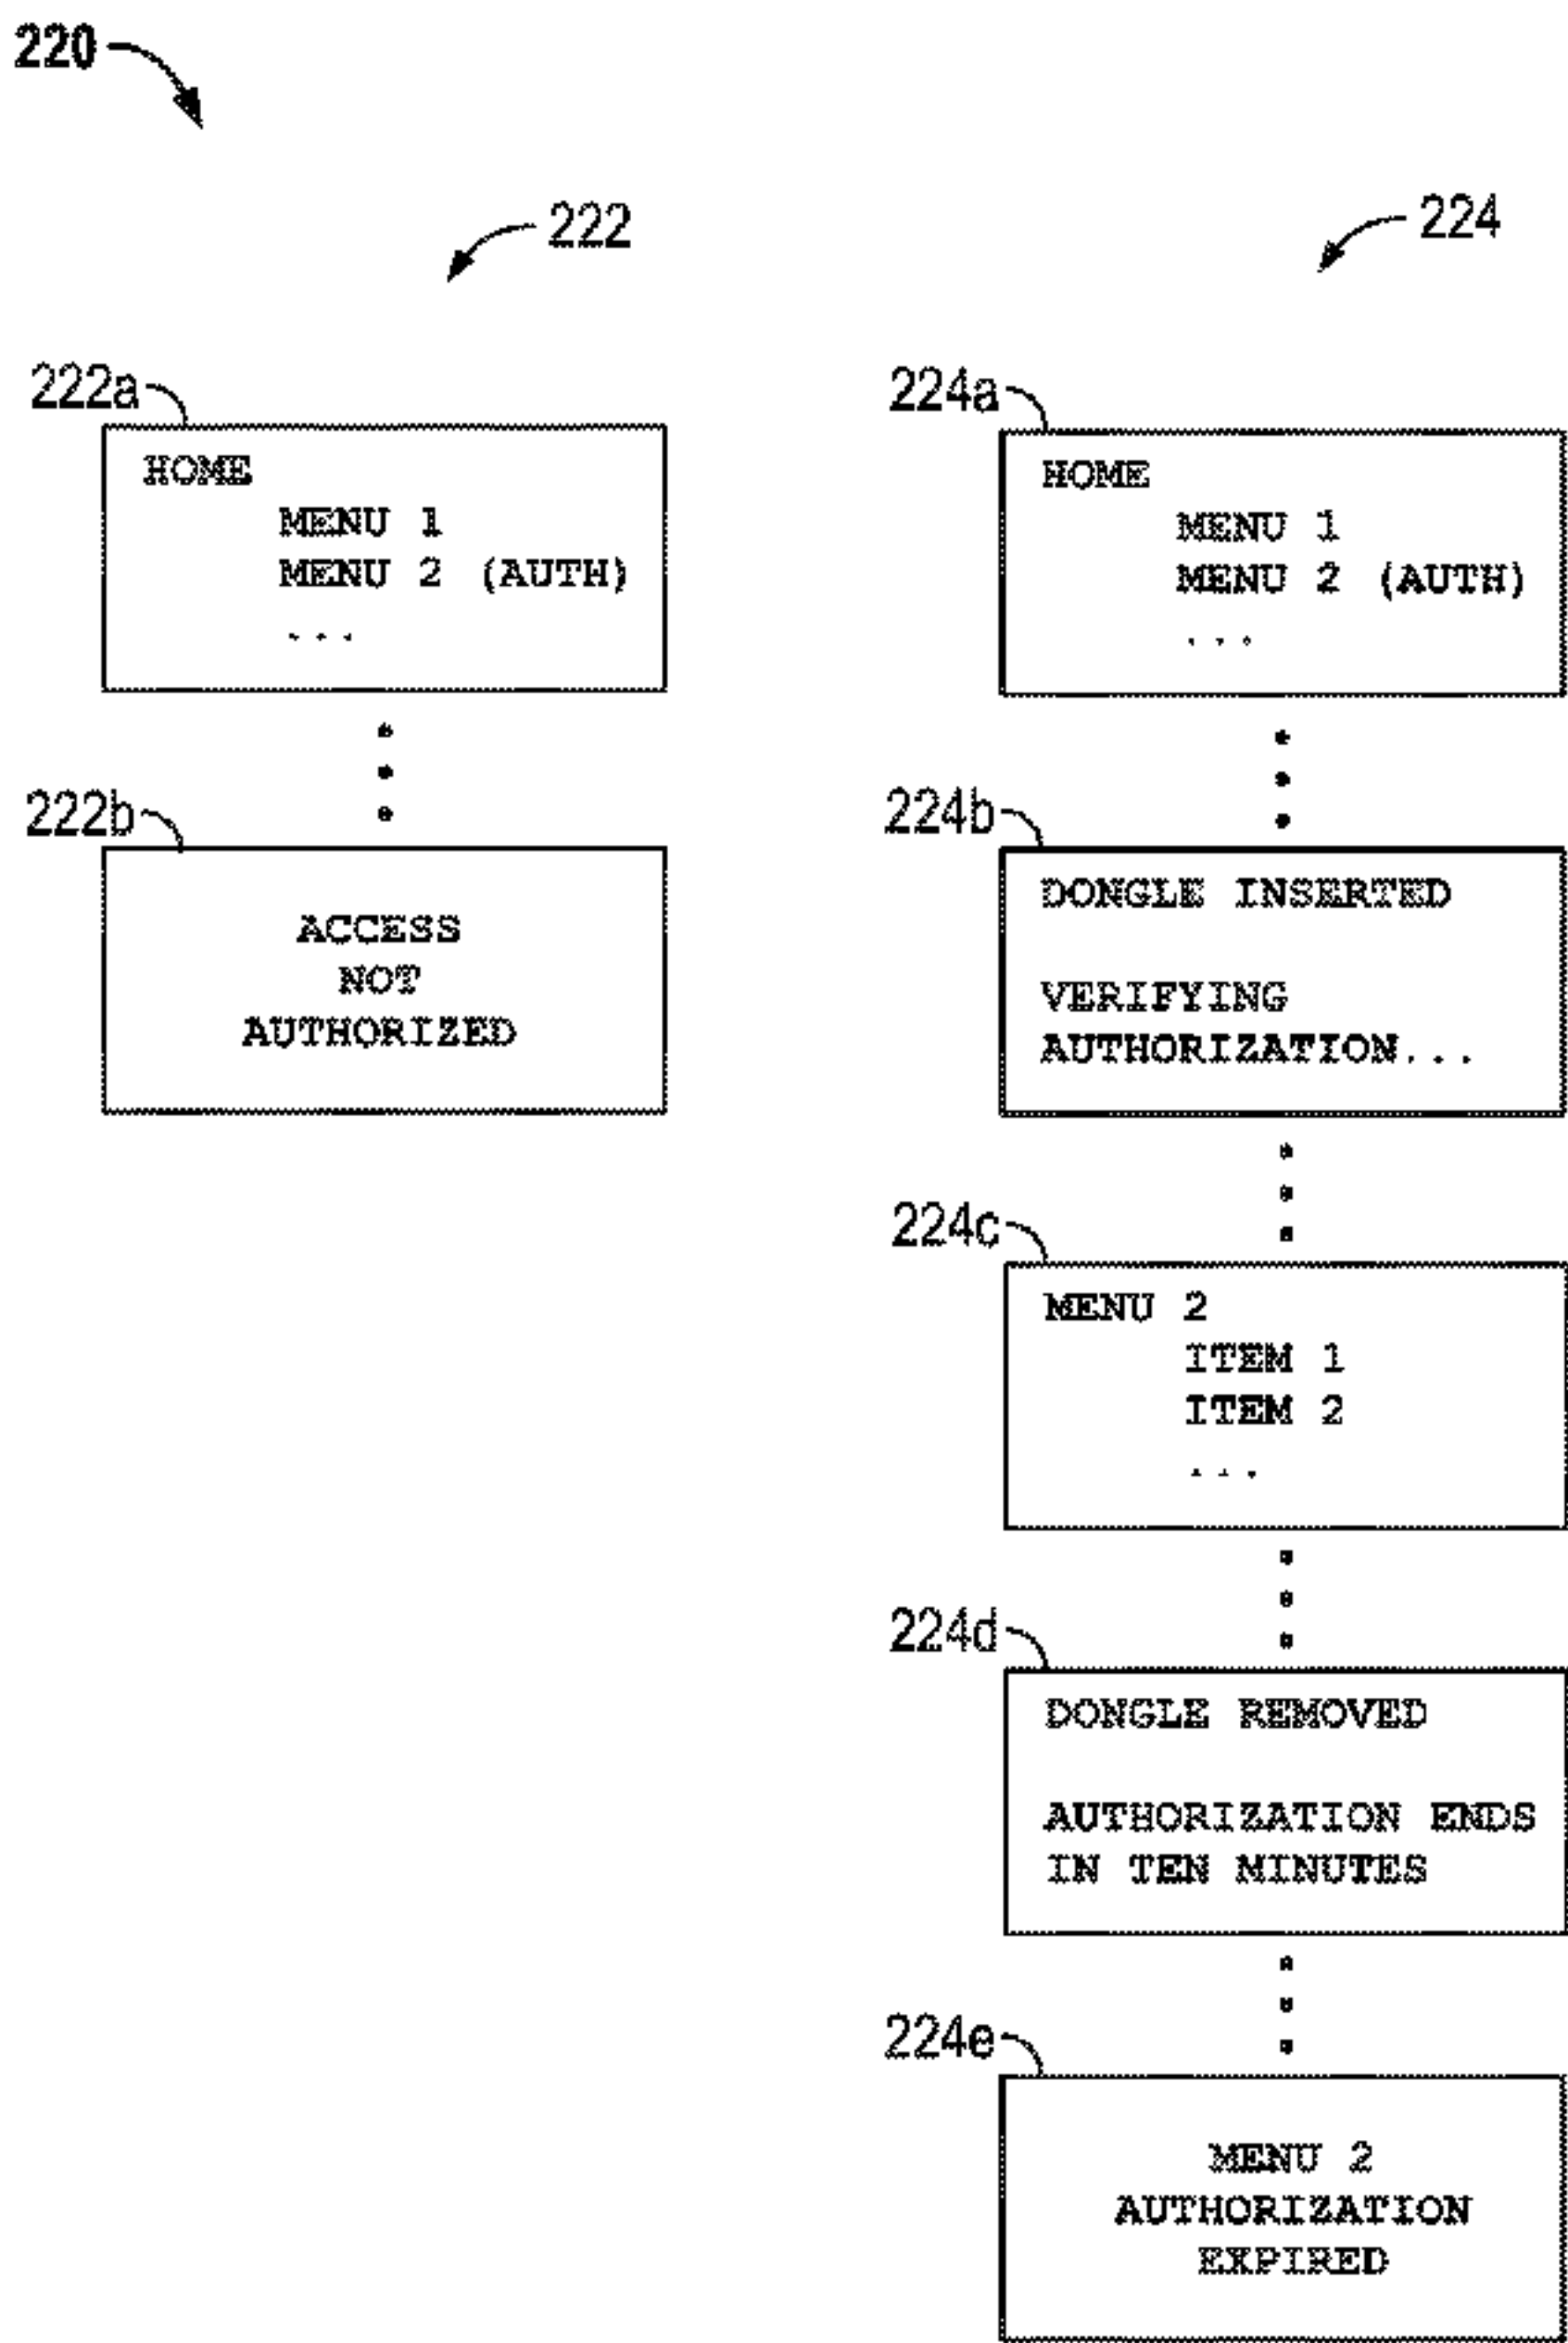 220
222
224
222a
HOME
MENU 1
MENU 2 (AUTH)
...
222b
ACCESS
NOT
AUTHORIZED
224a
HOME
MENU 1
MENU 2 (AUTH)
...
224b
DONGLE INSERTED
VERIFYING
AUTHORIZATION...
224c
MENU 2
ITEM 1
ITEM 2
...
224d
DONGLE REMOVED
AUTHORIZATION ENDS
IN TEN MINUTES
224e
MENU 2
AUTHORIZATION
EXPIRED